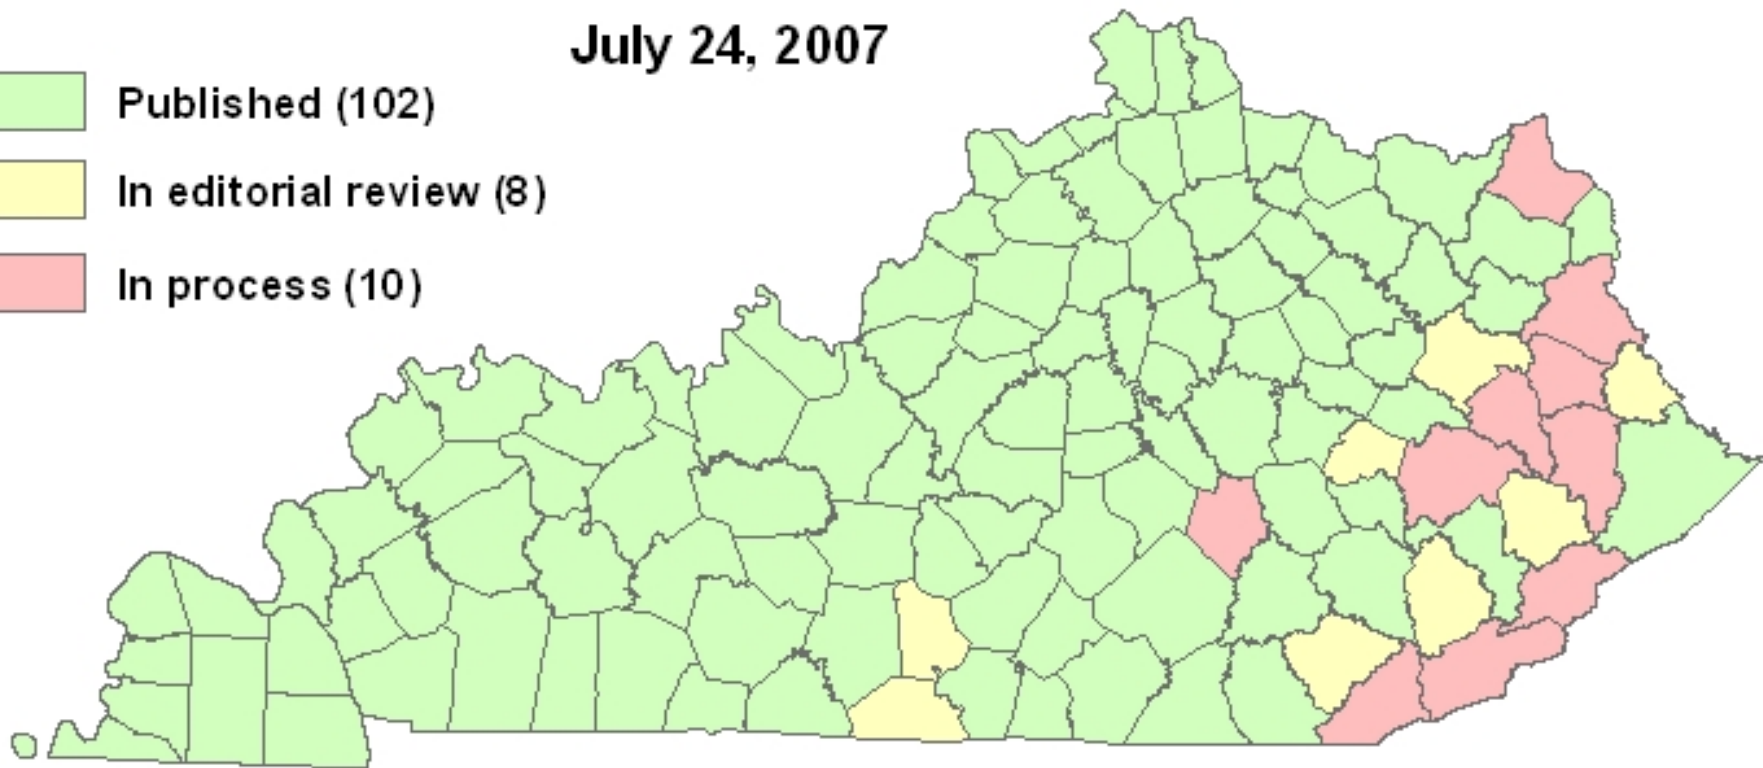 July 24, 2007
Published (102)
In editorial review (8)
In process (10)